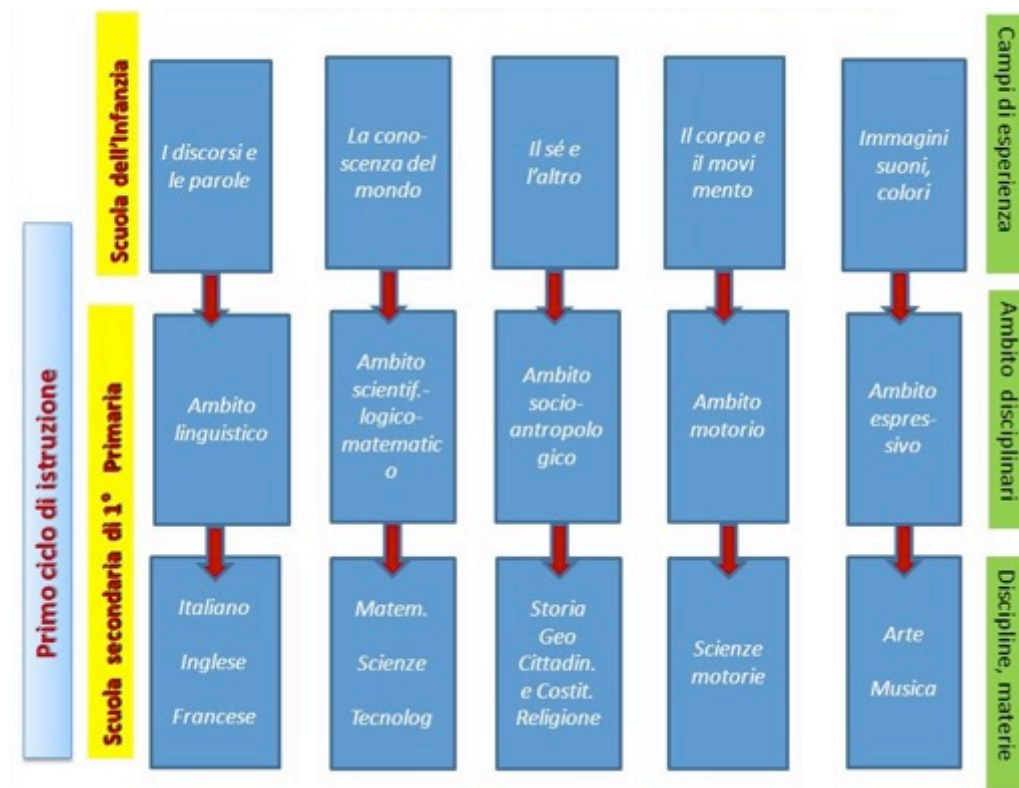 Primo ciclo di istruzione
Scuola dell'Infanzia
Scuola secondaria di 1° Primaria
I discorsi e
le parole
La cono-
scenza del
mondo
Il sé e
l'altro
Il corpo e
il movi
mento
Immagini
suoni,
colori
Campi di esperienza
Ambito
linguistico
Ambito
scientif.-
logico-
matematic
o
Ambito
socio-
antropolo
gico
Ambito
motorio
Ambito
espres-
sivo
Ambito disciplinari
Italiano
Inglese
Francese
Matem.
Scienze
Tecnolog
Storia
Geo
Cittadin.
e Costit.
Religione
Scienze
motorie
Arte
Musica
Discipline, materie